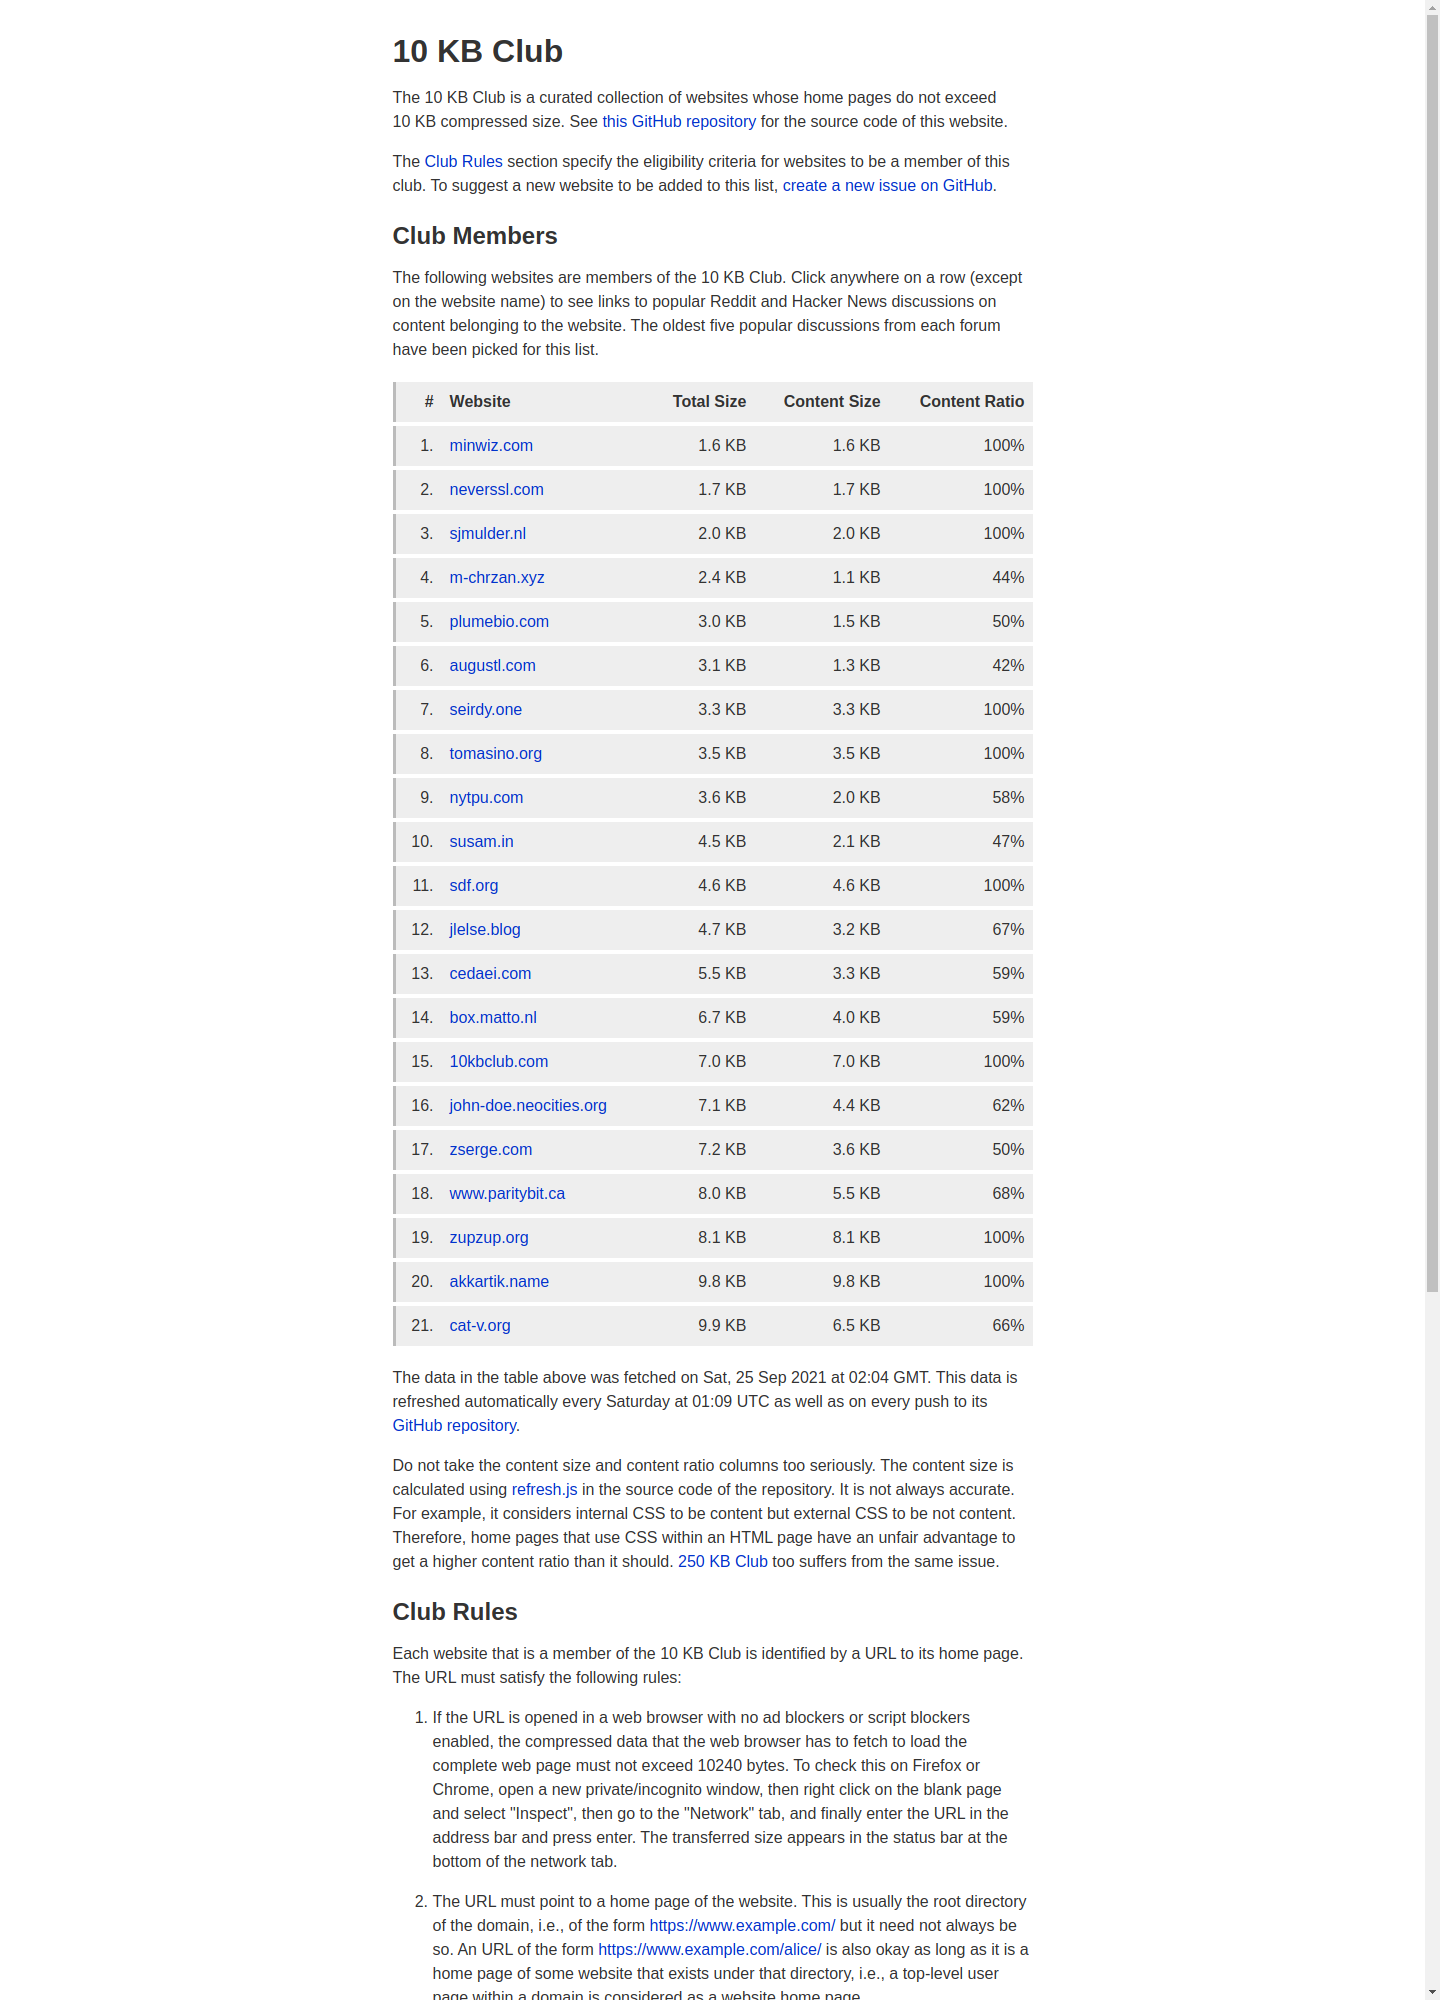 10 KB Club
The 10 KB Club is a curated collection of websites whose home pages do not exceed
10 KB compressed size. See this GitHub repository for the source code of this website.
The Club Rules section specify the eligibility criteria for websites to be a member of this
club. To suggest a new website to be added to this list, create a new issue on GitHub.
Club Members
The following websites are members of the 10 KB Club. Click anywhere on a row (except
on the website name) to see links to popular Reddit and Hacker News discussions on
content belonging to the website. The oldest five popular discussions from each forum
have been picked for this list.
# Website Total Size Content Size Content Ratio
1. minwiz.com 1.6 KB 1.6 KB 100%
2. neverssl.com 1.7 KB 1.7 KB 100%
3. sjmulder.nl 2.0 KB 2.0 KB 100%
4. m-chrzan.xyz 2.4 KB 1.1 KB 44%
5. plumebio.com 3.0 KB 1.5 KB 50%
6. augustl.com 3.1 KB 1.3 KB 42%
7. seirdy.one 3.3 KB 3.3 KB 100%
8. tomasino.org 3.5 KB 3.5 KB 100%
9. nytpu.com 3.6 KB 2.0 KB 58%
10. susam.in 4.5 KB 2.1 KB 47%
11. sdf.org 4.6 KB 4.6 KB 100%
12. jlelse.blog 4.7 KB 3.2 KB 67%
13. cedaei.com 5.5 KB 3.3 KB 59%
14. box.matto.nl 6.7 KB 4.0 KB 59%
15. 10kbclub.com 7.0 KB 7.0 KB 100%
16. john-doe.neocities.org 7.1 KB 4.4 KB 62%
17. zserge.com 7.2 KB 3.6 KB 50%
18. www.paritybit.ca 8.0 KB 5.5 KB 68%
19. zupzup.org 8.1 KB 8.1 KB 100%
20. akkartik.name 9.8 KB 9.8 KB 100%
21. cat-v.org 9.9 KB 6.5 KB 66%
The data in the table above was fetched on Sat, 25 Sep 2021 at 02:04 GMT. This data is
refreshed automatically every Saturday at 01:09 UTC as well as on every push to its
GitHub repository.
Do not take the content size and content ratio columns too seriously. The content size is
calculated using refresh.js in the source code of the repository. It is not always accurate.
For example, it considers internal CSS to be content but external CSS to be not content.
Therefore, home pages that use CSS within an HTML page have an unfair advantage to
get a higher content ratio than it should. 250 KB Club too suffers from the same issue.
Club Rules
Each website that is a member of the 10 KB Club is identified by a URL to its home page.
The URL must satisfy the following rules:
1. If the URL is opened in a web browser with no ad blockers or script blockers
enabled, the compressed data that the web browser has to fetch to load the
complete web page must not exceed 10240 bytes. To check this on Firefox or
Chrome, open a new private/incognito window, then right click on the blank page
and select "Inspect", then go to the "Network" tab, and finally enter the URL in the
address bar and press enter. The transferred size appears in the status bar at the
bottom of the network tab.
2. The URL must point to a home page of the website. This is usually the root directory
of the domain, i.e., of the form https://www.example.com/ but it need not always be
so. An URL of the form https://www.example.com/alice/ is also okay as long as it is a
home page of some website that exists under that directory, i.e., a top-level user
page within a domain is considered as a website home page.